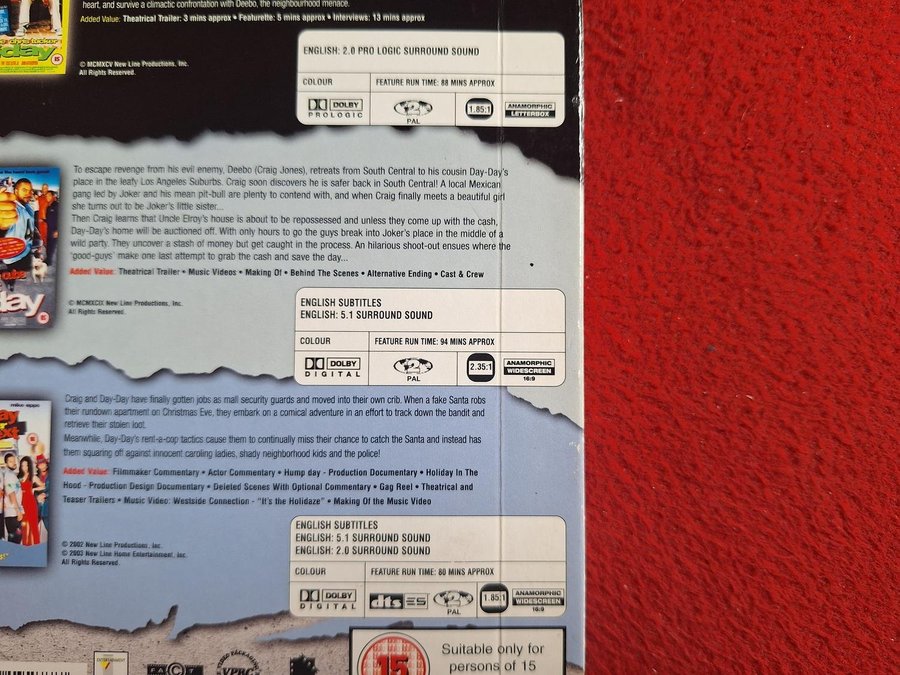 heart, and survive a climactic confrontation with Deebo, the neighbourhood menace.
Added Value: Theatrical Trailer: 3 mins approx • Featurette: 5 mins approx • Interviews: 13 mins approx
© MCMXCV New Line Productions, Inc.
All Rights Reserved.
ENGLISH: 2.0 PRO LOGIC SURROUND SOUND
COLOUR
FEATURE RUN TIME: 88 MINS APPROX
DOLBY
PROLOGIC
2
PAL
1.85:1
ANAMORPHIC
LETTERBOX
day
15
To escape revenge from his evil enemy, Deebo (Craig Jones), retreats from South Central to his cousin Day-Day's
place in the leafy Los Angeles Suburbs. Craig soon discovers he is safer back in South Central! A local Mexican
gang led by Joker and his mean pit-bull are plenty to contend with, and when Craig finally meets a beautiful girl
she turns out to be Joker's little sister...
Then Craig learns that Uncle Elroy's house is about to be repossessed and unless they come up with the cash,
Day-Day's home will be auctioned off. With only hours to go the guys break into Joker's place in the middle of a
wild party. They uncover a stash of money but get caught in the process. An hilarious shoot-out ensues where the
'good-guys' make one last attempt to grab the cash and save the day...
Added Value: Theatrical Trailer • Music Videos • Making Of • Behind The Scenes • Alternative Ending • Cast & Crew
© MCMXCIX New Line Productions, Inc.
All Rights Reserved.
ENGLISH SUBTITLES
ENGLISH: 5.1 SURROUND SOUND
COLOUR
FEATURE RUN TIME: 94 MINS APPROX
DOLBY
DIGITAL
2
PAL
2.35:1
ANAMORPHIC
WIDESCREEN
16:9
cube
day
15
Craig and Day-Day have finally gotten jobs as mall security guards and moved into their own crib. When a fake Santa robs
their rundown apartment on Christmas Eve, they embark on a comical adventure in an effort to track down the bandit and
retrieve their stolen loot.
Meanwhile, Day-Day's rent-a-cop tactics cause them to continually miss their chance to catch the Santa and instead has
them squaring off against innocent caroling ladies, shady neighborhood kids and the police!
Added Value: Filmmaker Commentary • Actor Commentary • Hump day - Production Documentary • Holiday In The
Hood - Production Design Documentary • Deleted Scenes With Optional Commentary • Gag Reel • Theatrical and
Teaser Trailers • Music Video: Westside Connection - "It's the Holidaze" • Making Of the Music Video
© 2002 New Line Productions, Inc.
© 2003 New Line Home Entertainment, Inc.
All Rights Reserved.
ENGLISH SUBTITLES
ENGLISH: 5.1 SURROUND SOUND
ENGLISH: 2.0 SURROUND SOUND
COLOUR
FEATURE RUN TIME: 80 MINS APPROX
DOLBY
DIGITAL
dts ES
2
PAL
1.85:1
ANAMORPHIC
WIDESCREEN
16:9
mike epps
15
ENTERTAINMENT
FACT
VIDEO PACKAGING
VPRC
15
Suitable only for
persons of 15